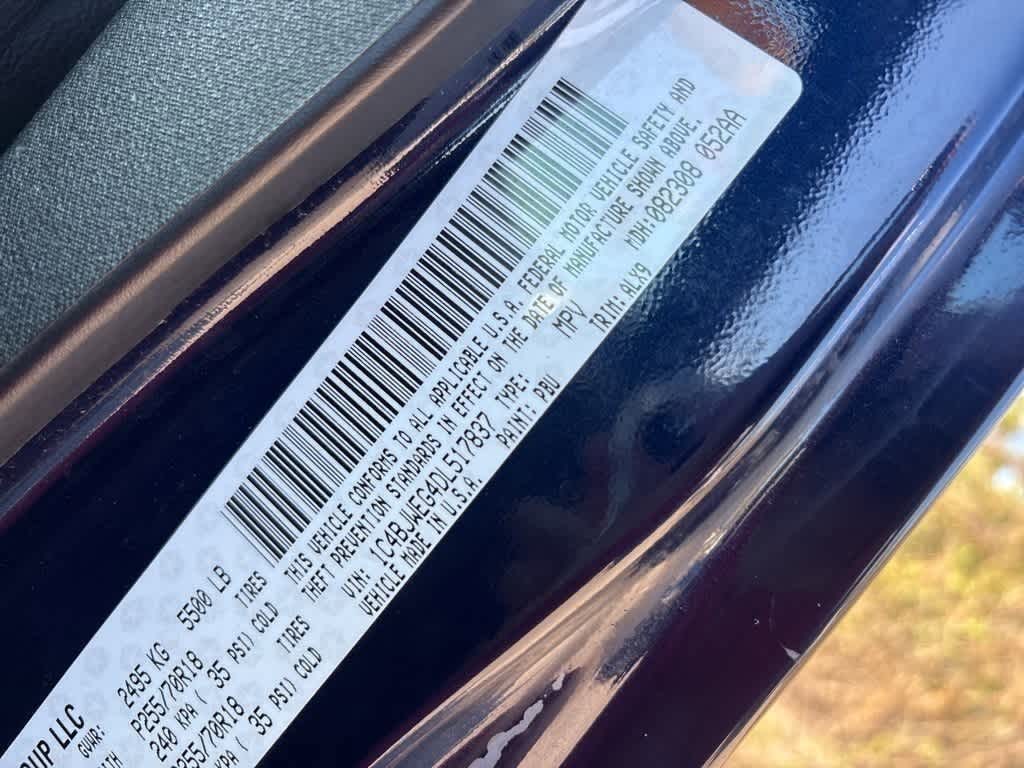 OUP LLC
GVWR: 2495 KG 5500 LB
P255/70R18 TIRES
240 KPA ( 35 PSI) COLD
255/70R18 TIRES
KPA ( 35 PSI) COLD
THIS VEHICLE CONFORMS TO ALL APPLICABLE U.S.A. FEDERAL MOTOR VEHICLE SAFETY AND
THEFT PREVENTION STANDARDS IN EFFECT ON THE DATE OF MANUFACTURE SHOWN ABOVE.
VIN: 1C4BJWEG4DL517837 TYPE: MPV MDH:082308 052AA
VEHICLE MADE IN U.S.A. PAINT: PBU TRIM: ALX9